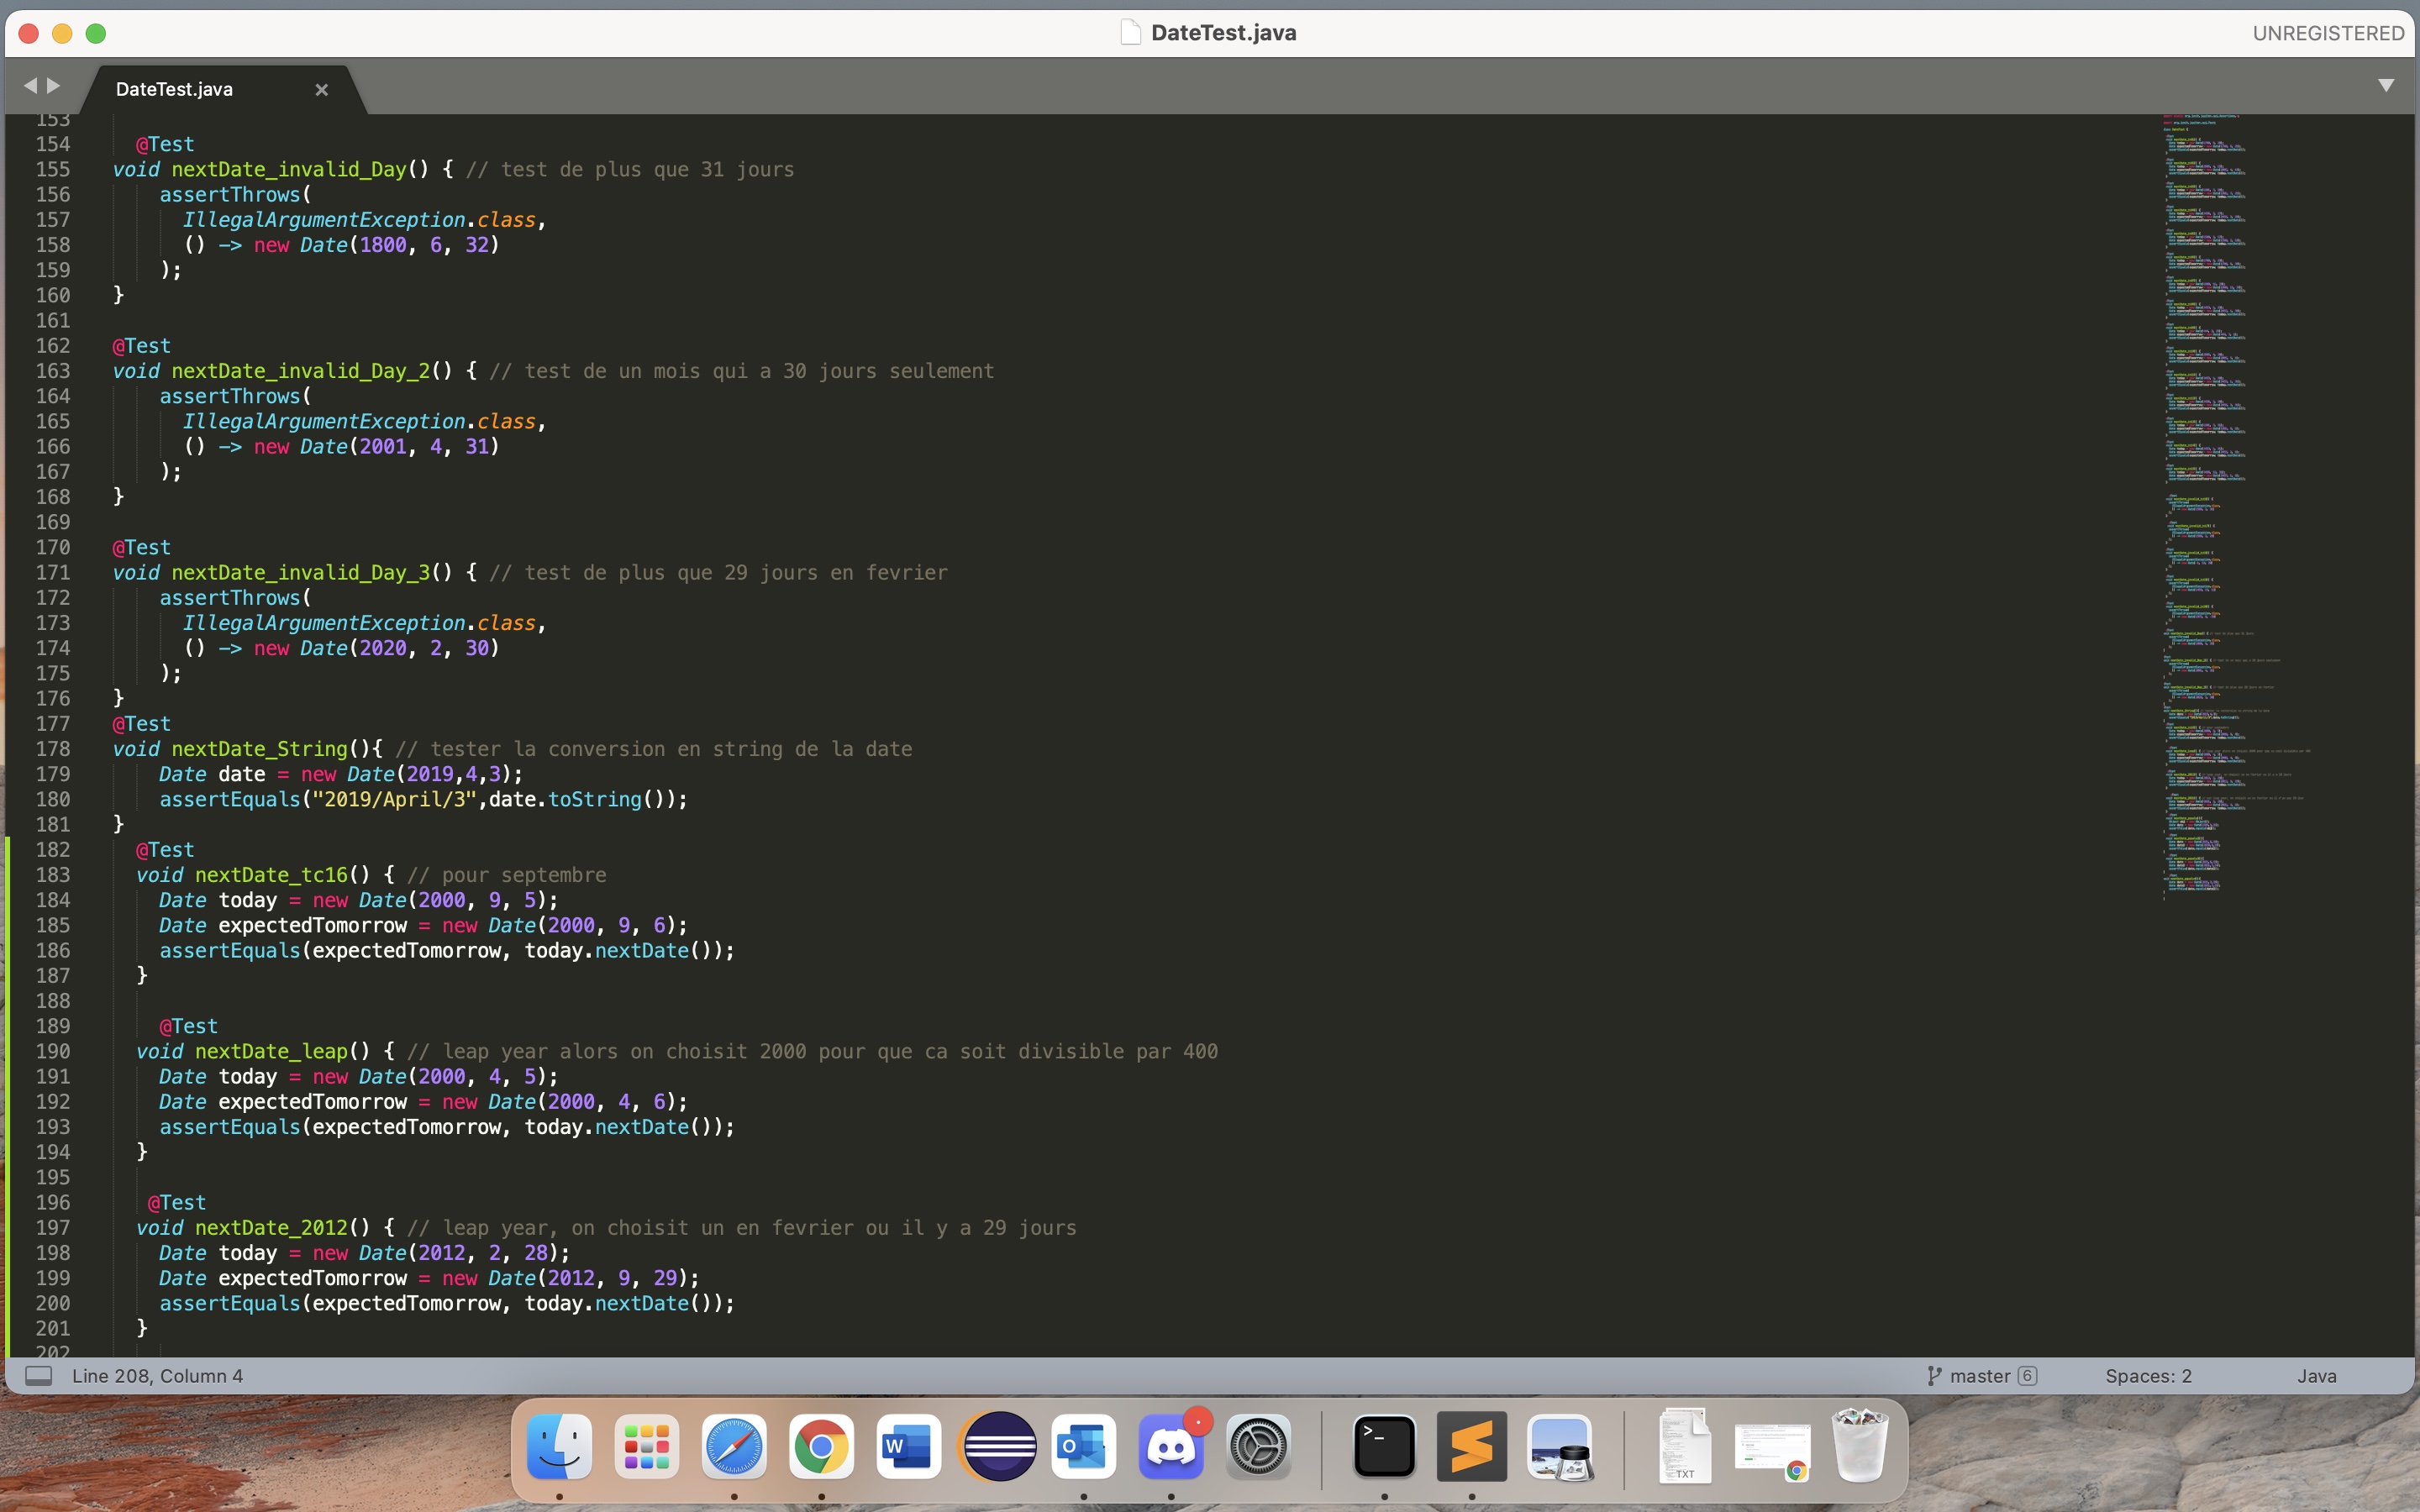 DateTest.java
UNREGISTERED
DateTest.java
153
154 @Test
155 void nextDate_invalid_Day() { // test de plus que 31 jours
156 assertThrows(
157 IllegalArgumentException.class,
158 () -> new Date(1800, 6, 32)
159 );
160 }
161
162 @Test
163 void nextDate_invalid_Day_2() { // test de un mois qui a 30 jours seulement
164 assertThrows(
165 IllegalArgumentException.class,
166 () -> new Date(2001, 4, 31)
167 );
168 }
169
170 @Test
171 void nextDate_invalid_Day_3() { // test de plus que 29 jours en fevrier
172 assertThrows(
173 IllegalArgumentException.class,
174 () -> new Date(2020, 2, 30)
175 );
176 }
177 @Test
178 void nextDate_String(){ // tester la conversion en string de la date
179 Date date = new Date(2019,4,3);
180 assertEquals("2019/April/3",date.toString());
181 }
182 @Test
183 void nextDate_tc16() { // pour septembre
184 Date today = new Date(2000, 9, 5);
185 Date expectedTomorrow = new Date(2000, 9, 6);
186 assertEquals(expectedTomorrow, today.nextDate());
187 }
188
189 @Test
190 void nextDate_leap() { // leap year alors on choisit 2000 pour que ca soit divisible par 400
191 Date today = new Date(2000, 4, 5);
192 Date expectedTomorrow = new Date(2000, 4, 6);
193 assertEquals(expectedTomorrow, today.nextDate());
194 }
195
196 @Test
197 void nextDate_2012() { // leap year, on choisit un en fevrier ou il y a 29 jours
198 Date today = new Date(2012, 2, 28);
199 Date expectedTomorrow = new Date(2012, 9, 29);
200 assertEquals(expectedTomorrow, today.nextDate());
201 }
202
Line 208, Column 4
master 6
Spaces: 2
Java
W
O
>_
TXT